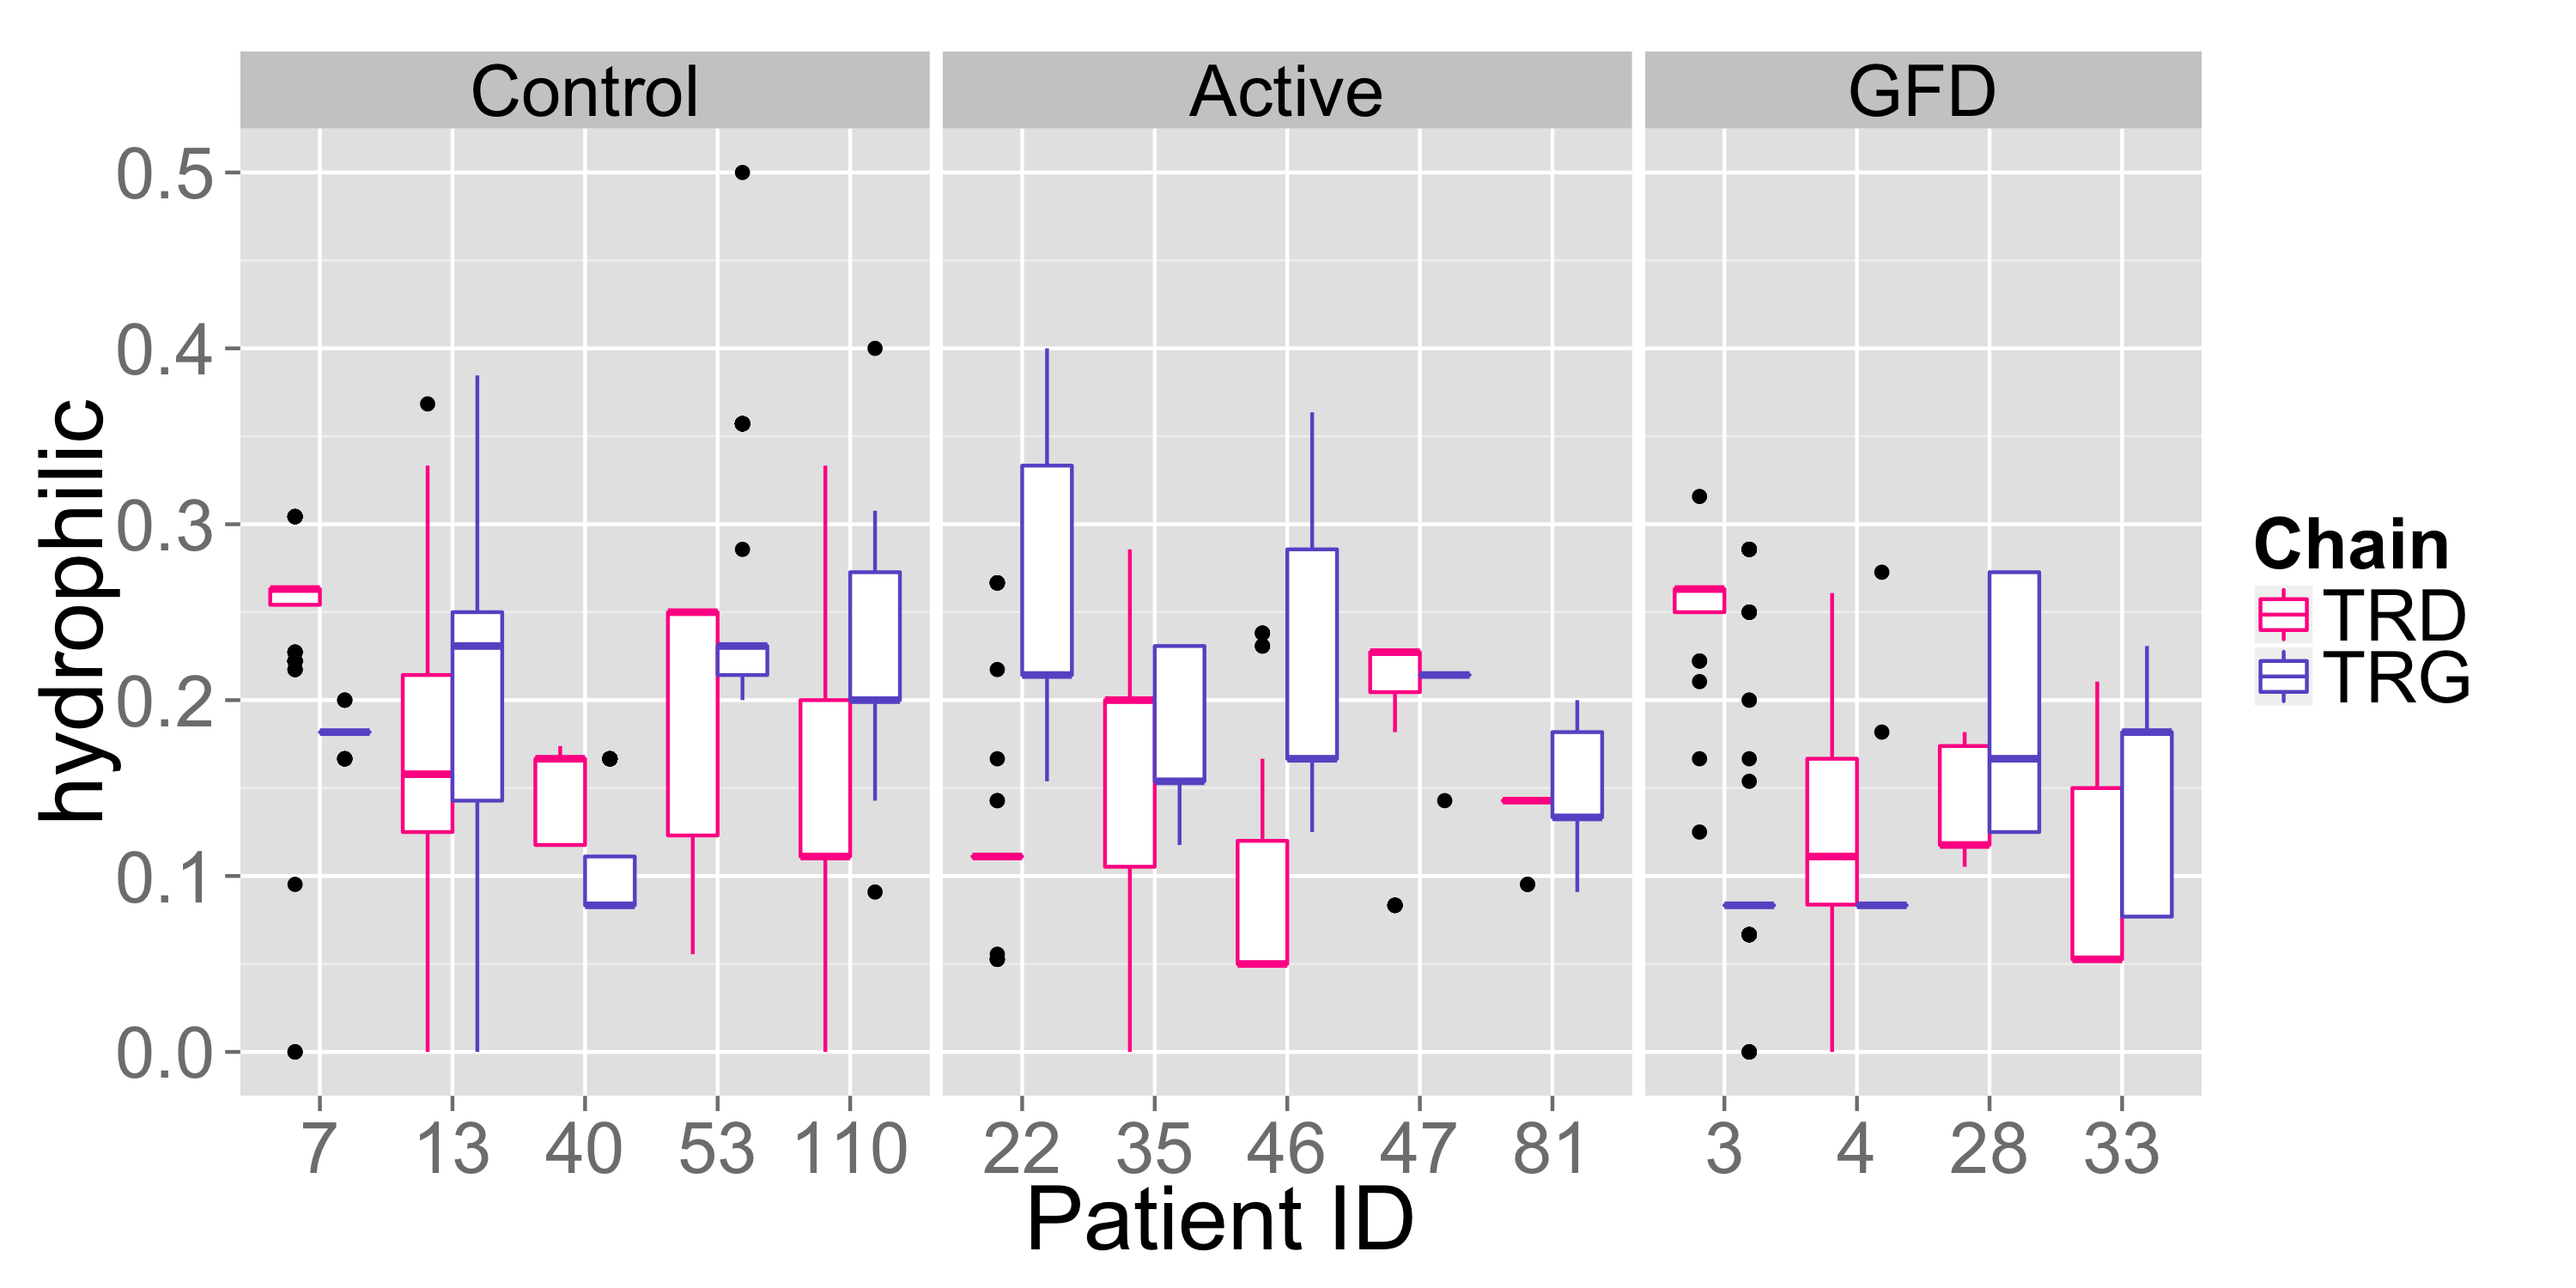 Control Active GFD
hydrophilic
0.5
0.4
0.3
0.2
0.1
0.0
7 13 40 53 110 22 35 46 47 81 3 4 28 33
Patient ID
Chain
TRD
TRG